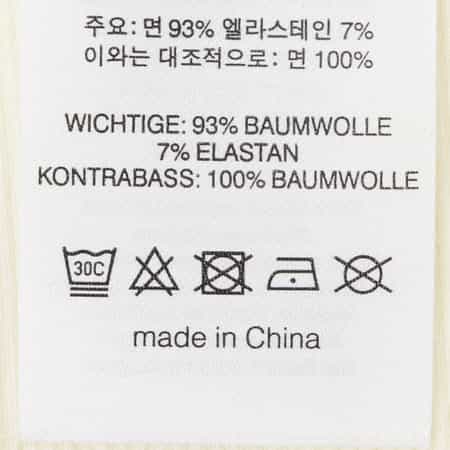 주요: 면 93% 엘라스테인 7%
이와는 대조적으로: 면 100%
WICHTIGE: 93% BAUMWOLLE
7% ELASTAN
KONTRABASS: 100% BAUMWOLLE
30C
made in China